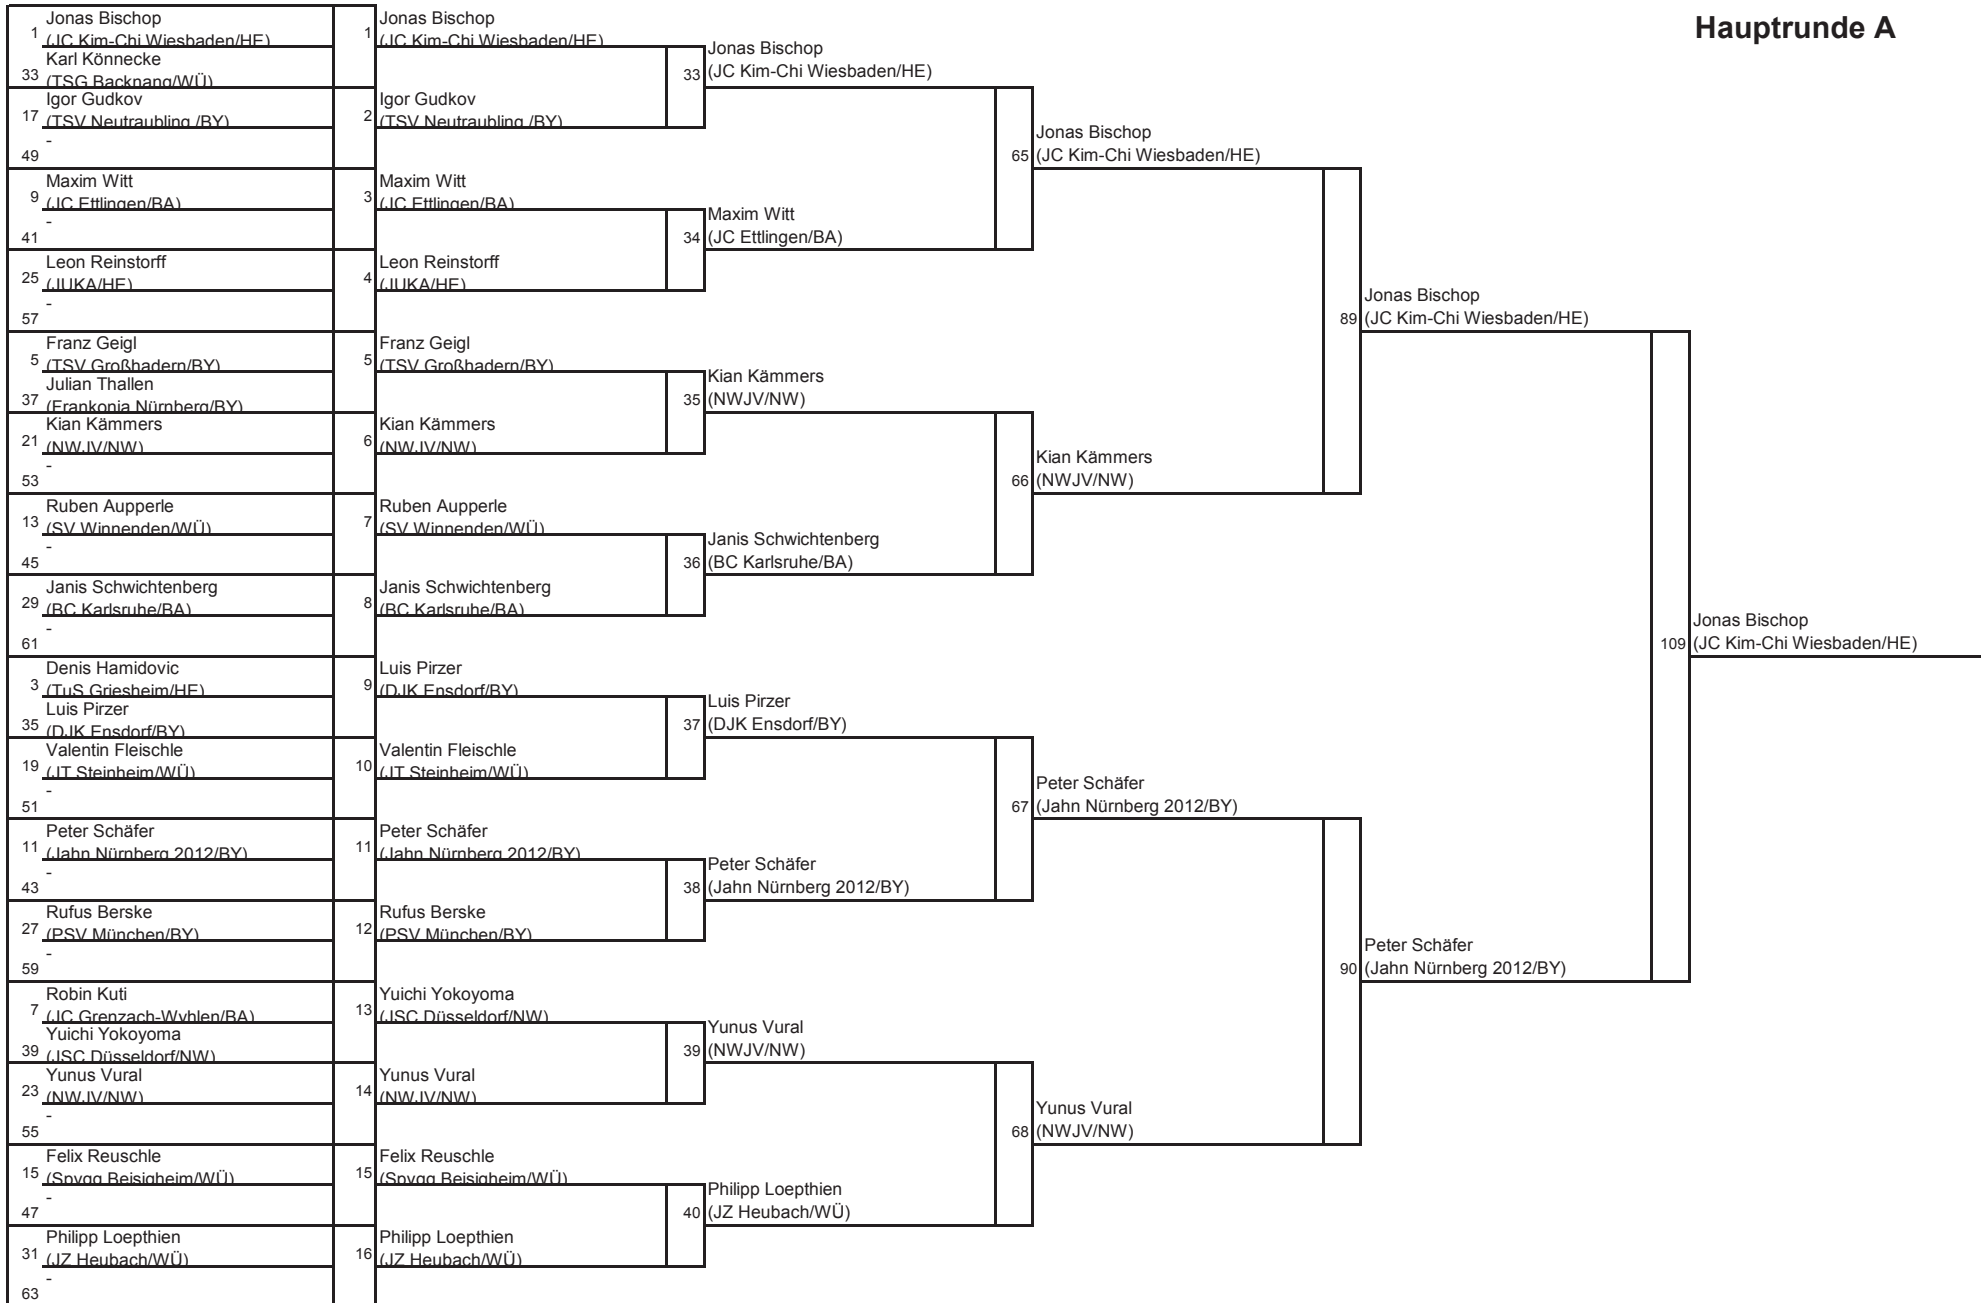 Hauptrunde A
1 Jonas Bischop
(JC Kim-Chi Wiesbaden/HE)
33 Karl Könnecke
(TSG Backnang/WÜ)
17 Igor Gudkov
(TSV Neutraubling /BY)
49 -
9 Maxim Witt
(JC Ettlingen/BA)
41 -
25 Leon Reinstorff
(JUKA/HE)
57 -
5 Franz Geigl
(TSV Großhadern/BY)
37 Julian Thallen
(Frankonia Nürnberg/BY)
21 Kian Kämmers
(NWJV/NW)
53 -
13 Ruben Aupperle
(SV Winnenden/WÜ)
45 -
29 Janis Schwichtenberg
(BC Karlsruhe/BA)
61 -
3 Denis Hamidovic
(TuS Griesheim/HE)
35 Luis Pirzer
(DJK Ensdorf/BY)
19 Valentin Fleischle
(JT Steinheim/WÜ)
51 -
11 Peter Schäfer
(Jahn Nürnberg 2012/BY)
43 -
27 Rufus Berske
(PSV München/BY)
59 -
7 Robin Kuti
(JC Grenzach-Wyhlen/BA)
39 Yuichi Yokoyoma
(JSC Düsseldorf/NW)
23 Yunus Vural
(NWJV/NW)
55 -
15 Felix Reuschle
(Spvgg Beisigheim/WÜ)
47 -
31 Philipp Loepthien
(JZ Heubach/WÜ)
63 -
1 Jonas Bischop
(JC Kim-Chi Wiesbaden/HE)
2 Igor Gudkov
(TSV Neutraubling /BY)
3 Maxim Witt
(JC Ettlingen/BA)
4 Leon Reinstorff
(JUKA/HE)
5 Franz Geigl
(TSV Großhadern/BY)
6 Kian Kämmers
(NWJV/NW)
7 Ruben Aupperle
(SV Winnenden/WÜ)
8 Janis Schwichtenberg
(BC Karlsruhe/BA)
9 Luis Pirzer
(DJK Ensdorf/BY)
10 Valentin Fleischle
(JT Steinheim/WÜ)
11 Peter Schäfer
(Jahn Nürnberg 2012/BY)
12 Rufus Berske
(PSV München/BY)
13 Yuichi Yokoyoma
(JSC Düsseldorf/NW)
14 Yunus Vural
(NWJV/NW)
15 Felix Reuschle
(Spvgg Beisigheim/WÜ)
16 Philipp Loepthien
(JZ Heubach/WÜ)
33 Jonas Bischop
(JC Kim-Chi Wiesbaden/HE)
34 Maxim Witt
(JC Ettlingen/BA)
35 Kian Kämmers
(NWJV/NW)
36 Janis Schwichtenberg
(BC Karlsruhe/BA)
37 Luis Pirzer
(DJK Ensdorf/BY)
38 Peter Schäfer
(Jahn Nürnberg 2012/BY)
39 Yunus Vural
(NWJV/NW)
40 Philipp Loepthien
(JZ Heubach/WÜ)
65 Jonas Bischop
(JC Kim-Chi Wiesbaden/HE)
66 Kian Kämmers
(NWJV/NW)
67 Peter Schäfer
(Jahn Nürnberg 2012/BY)
68 Yunus Vural
(NWJV/NW)
89 Jonas Bischop
(JC Kim-Chi Wiesbaden/HE)
90 Peter Schäfer
(Jahn Nürnberg 2012/BY)
109 Jonas Bischop
(JC Kim-Chi Wiesbaden/HE)